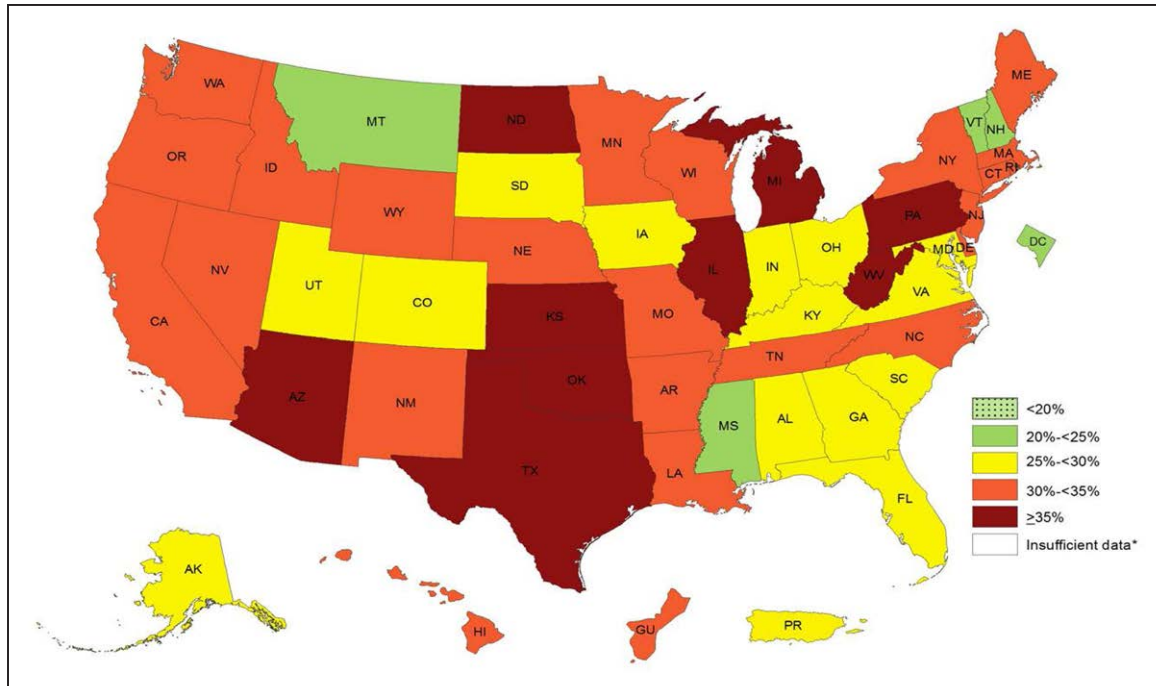 WA
MT
ND
MN
ME
VT
NH
OR
ID
SD
WI
NY
MA
CT
RI
WY
MI
IA
PA
NJ
NE
DC
NV
UT
CO
IL
IN
OH
MD
DE
WV
VA
CA
KS
MO
KY
TN
NC
AZ
NM
OK
AR
SC
MS
AL
GA
TX
LA
FL
<20%
20%-<25%
25%-<30%
30%-<35%
≥35%
Insufficient data*
AK
HI
GU
PR